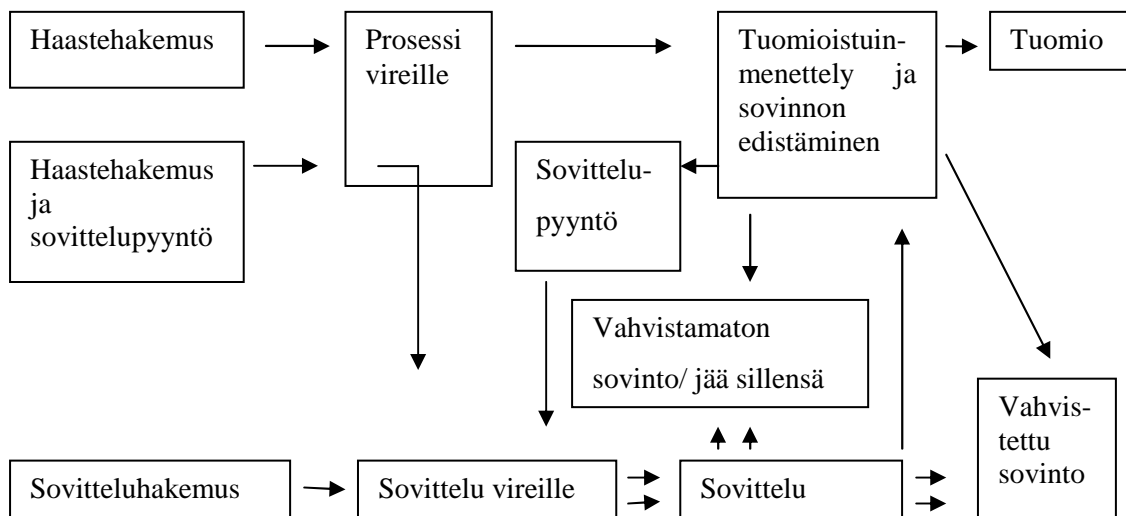 Haastehakemus
Prosessi
vireille
Tuomioistuin-
menettely ja
sovinnon
edistäminen
Tuomio
Haastehakemus
ja
sovittelupyyntö
Sovittelu-
pyyntö
Vahvistamaton
sovinto/ jää sillensä
Vahvis-
tettu
sovinto
Sovitteluhakemus
Sovittelu vireille
Sovittelu